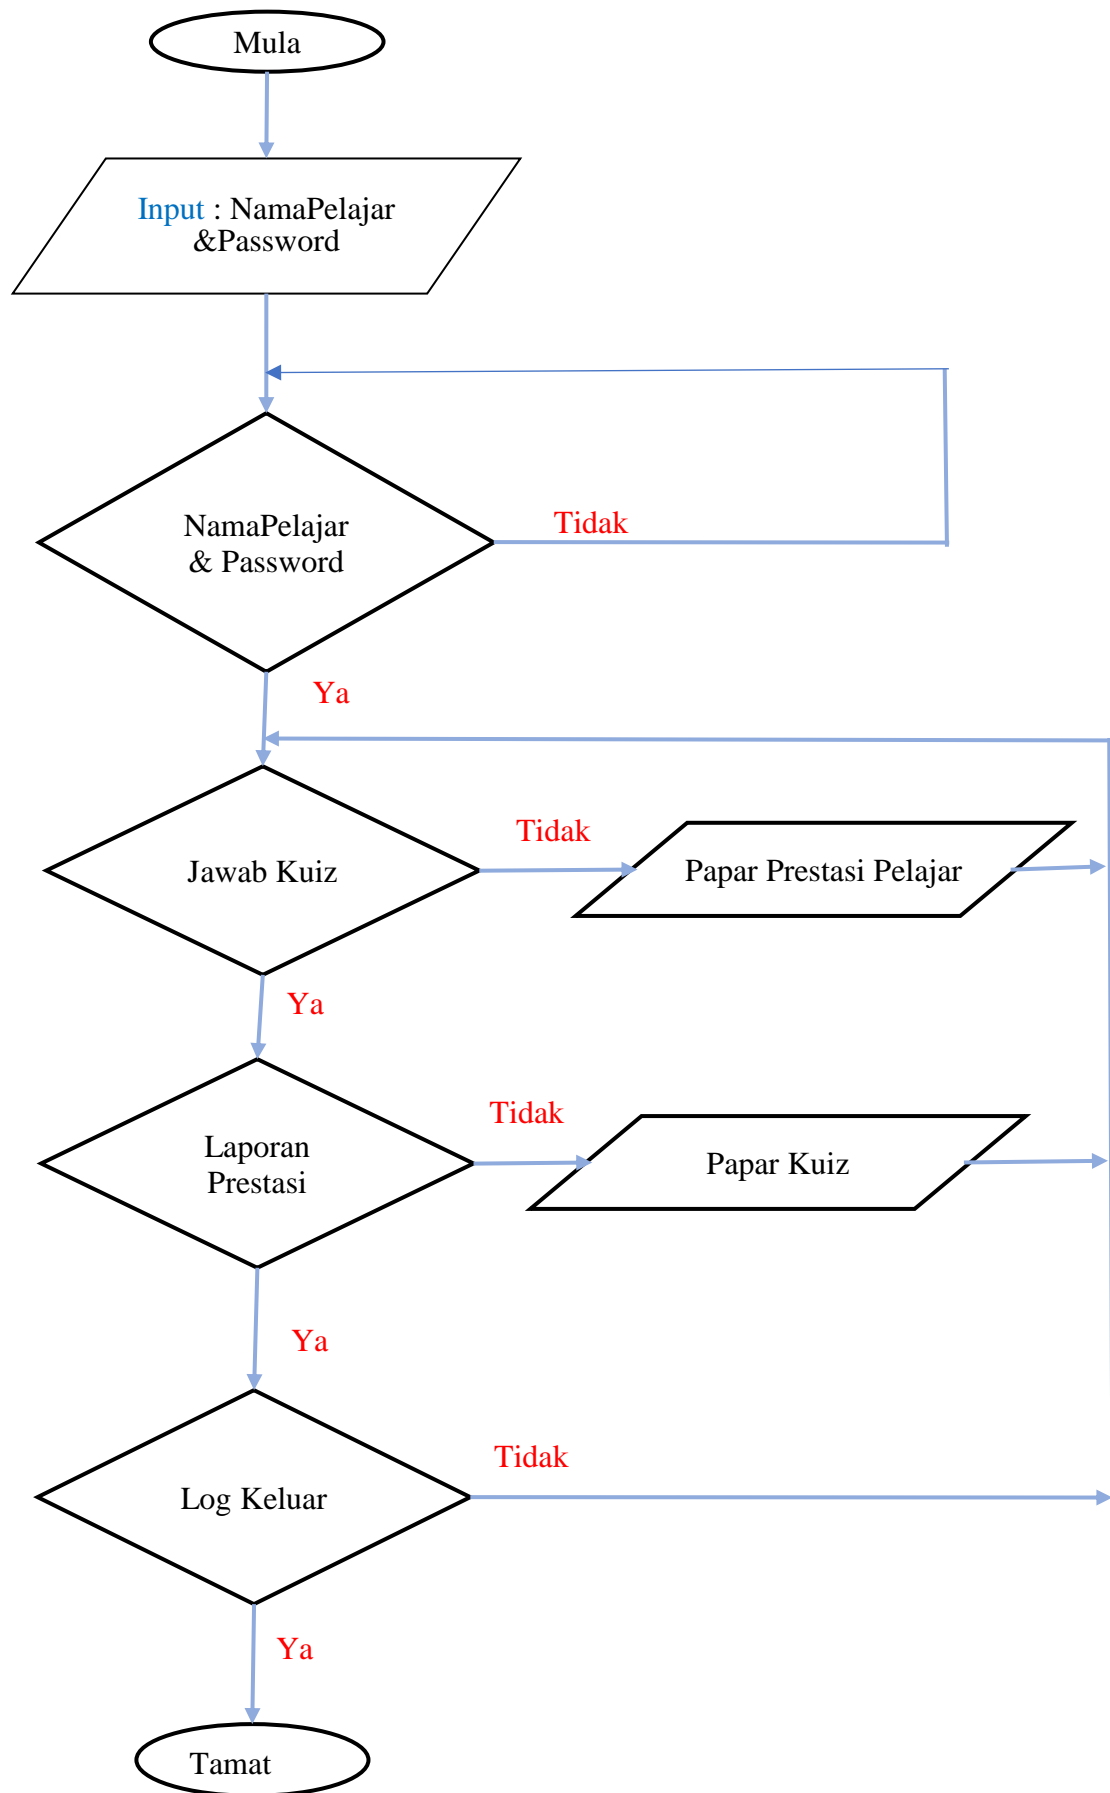 Mula
Input : NamaPelajar
&Password
NamaPelajar
& Password
Tidak
Ya
Jawab Kuiz
Tidak
Papar Prestasi Pelajar
Ya
Laporan
Prestasi
Tidak
Papar Kuiz
Ya
Log Keluar
Tidak
Ya
Tamat